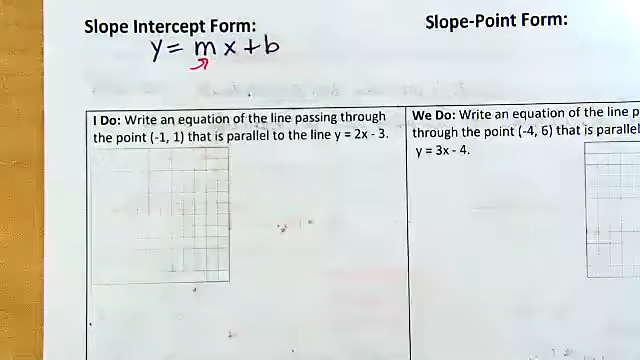 Slope Intercept Form:
Slope-Point Form:
y = mx + b
I Do: Write an equation of the line passing through
the point (-1, 1) that is parallel to the line y = 2x - 3.
We Do: Write an equation of the line p
through the point (-4, 6) that is parallel
y = 3x - 4.